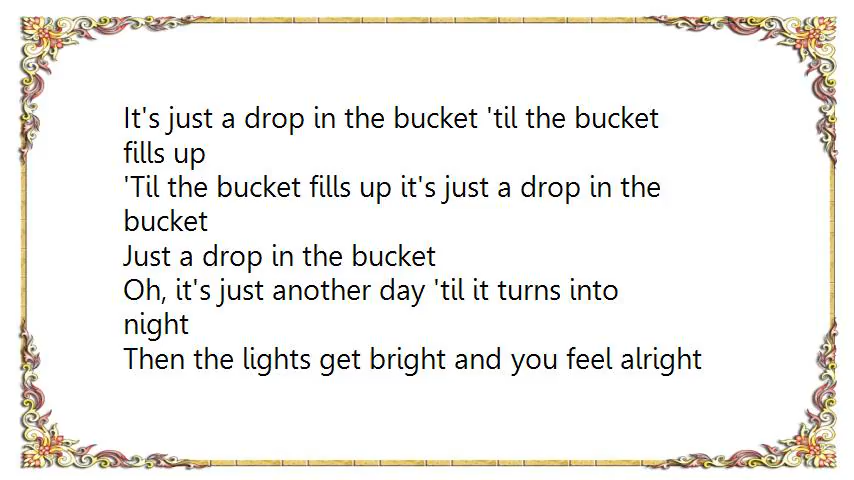 It's just a drop in the bucket 'til the bucket
fills up
'Til the bucket fills up it's just a drop in the
bucket
Just a drop in the bucket
Oh, it's just another day 'til it turns into
night
Then the lights get bright and you feel alright